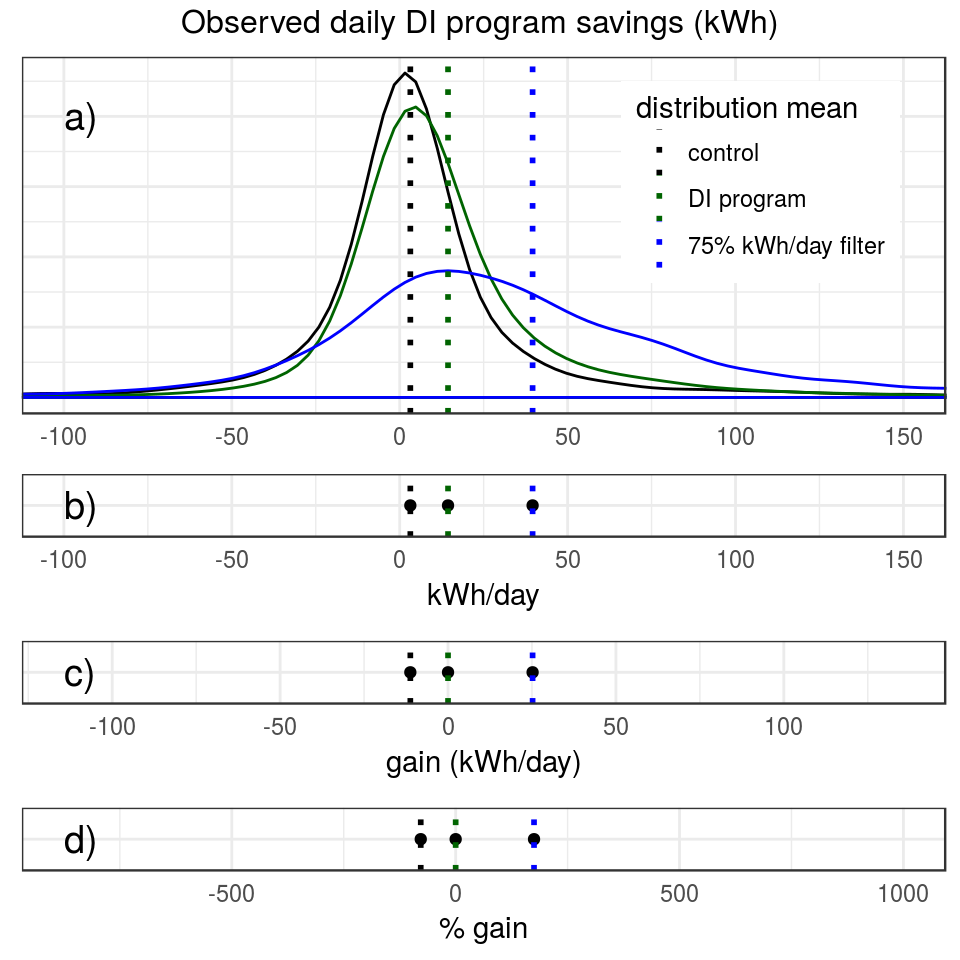 Observed daily DI program savings (kWh)
a)
distribution mean
control
DI program
75% kWh/day filter
-100 -50 0 50 100 150
b)
-100 -50 0 50 100 150
kWh/day
c)
-100 -50 0 50 100
gain (kWh/day)
d)
-500 0 500 1000
% gain